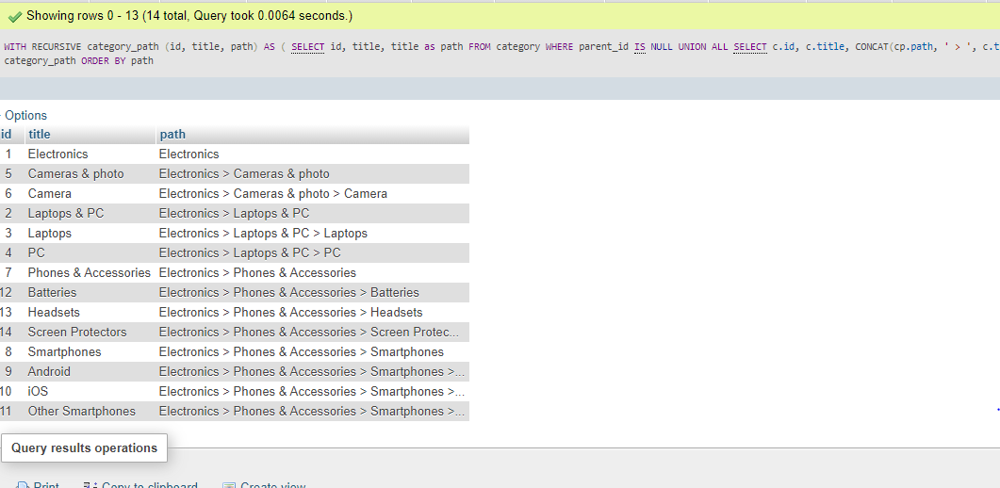 Showing rows 0 - 13 (14 total, Query took 0.0064 seconds.)
WITH RECURSIVE category_path (id, title, path) AS ( SELECT id, title, title as path FROM category WHERE parent_id IS NULL UNION ALL SELECT c.id, c.title, CONCAT(cp.path, ' > ', c.t
category_path ORDER BY path
Options
id title path
1 Electronics Electronics
5 Cameras & photo Electronics > Cameras & photo
6 Camera Electronics > Cameras & photo > Camera
2 Laptops & PC Electronics > Laptops & PC
3 Laptops Electronics > Laptops & PC > Laptops
4 PC Electronics > Laptops & PC > PC
7 Phones & Accessories Electronics > Phones & Accessories
12 Batteries Electronics > Phones & Accessories > Batteries
13 Headsets Electronics > Phones & Accessories > Headsets
14 Screen Protectors Electronics > Phones & Accessories > Screen Protec...
8 Smartphones Electronics > Phones & Accessories > Smartphones
9 Android Electronics > Phones & Accessories > Smartphones >...
10 iOS Electronics > Phones & Accessories > Smartphones >...
11 Other Smartphones Electronics > Phones & Accessories > Smartphones >...
Query results operations
Print Copy to clipboard Create view